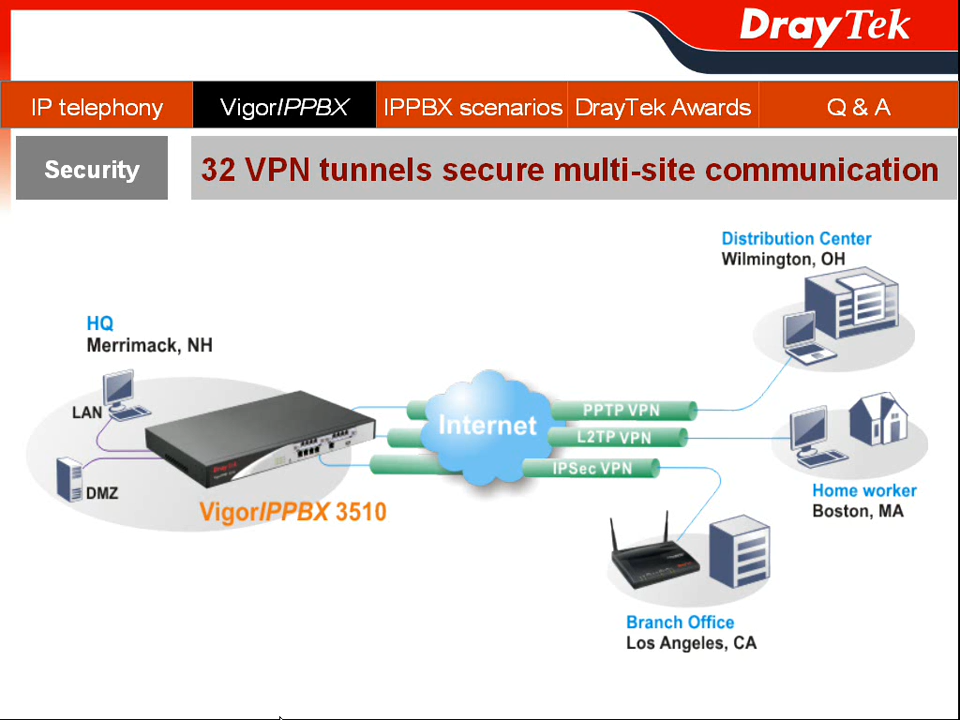 DrayTek
IP telephony
VigorIPPBX
IPPBX scenarios
DrayTek Awards
Q & A
Security
32 VPN tunnels secure multi-site communication
Distribution Center
Wilmington, OH
HQ
Merrimack, NH
LAN
DMZ
DrayTek
VigorIPPBX 3510
Internet
PPTP VPN
L2TP VPN
IPSec VPN
Home worker
Boston, MA
Branch Office
Los Angeles, CA